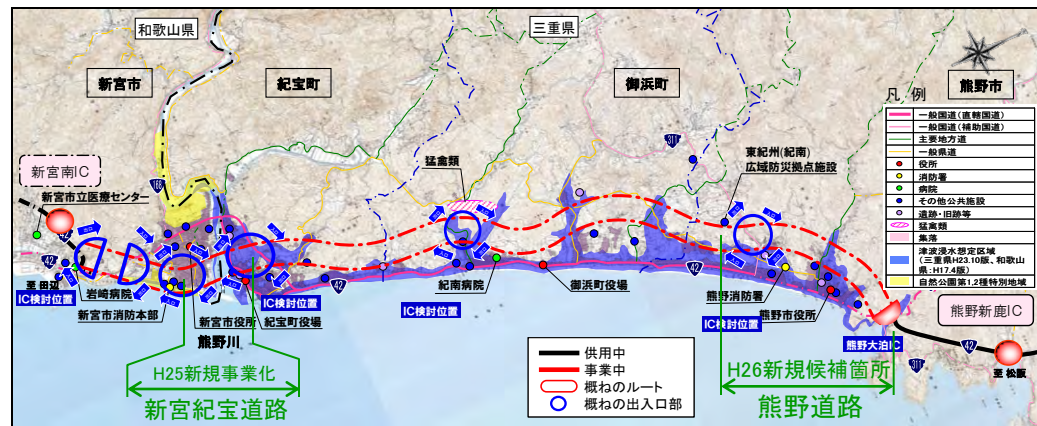 和歌山県
三重県
新宮市
紀宝町
御浜町
熊野市
凡 例
一般国道(直轄国道)
一般国道(補助国道)
主要地方道
一般県道
役所
消防署
病院
その他公共施設
遺跡・旧跡等
猛禽類
集落
津波浸水想定区域
(三重県H23.10版、和歌山
県:H17.4版)
自然公園第1,2種特別地域
新宮南IC
新宮市立医療センター
168
311
猛禽類
東紀州(紀南)
広域防災拠点施設
42
42
至 田辺
IC検討位置
岩崎病院
新宮市消防本部
新宮市役所
熊野川
IC検討位置
紀宝町役場
42
IC検討位置
紀南病院
御浜町役場
42
熊野消防署
IC検討位置
熊野市役所
熊野大泊IC
熊野新鹿IC
42
311
至 松阪
H25新規事業化
新宮紀宝道路
供用中
事業中
概ねのルート
概ねの出入口部
H26新規候補箇所
熊野道路